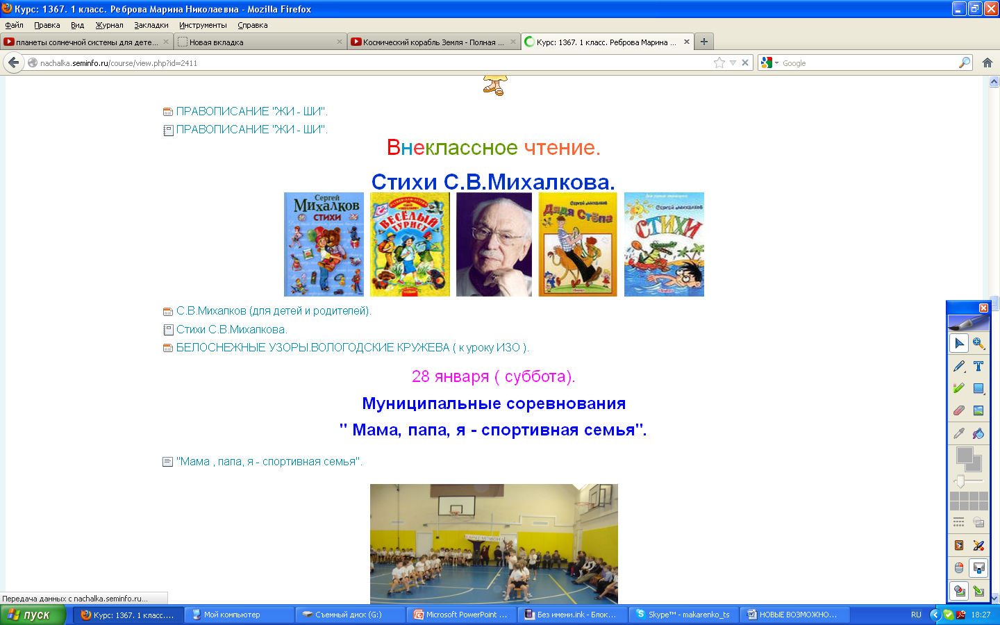 Курс: 1367. 1 класс. Реброва Марина Николаевна - Mozilla Firefox
Файл Правка Вид Журнал Закладки Инструменты Справка
планеты солнечной системы для дете... Новая вкладка Космический корабль Земля - Полная ... Курс: 1367. 1 класс. Реброва Марина ...
nachalka.seminfo.ru/course/view.php?id=2411 Google
ПРАВОПИСАНИЕ "ЖИ - ШИ".
ПРАВОПИСАНИЕ "ЖИ - ШИ".
Внеклассное чтение.
Стихи С.В.Михалкова.
Сергей
Михалков
СТИХИ
ВЕСЁЛЫЙ
ТУРИСТ
СЕРГЕЙ МИХАЛКОВ
Дядя Стёпа
СЕРГЕЙ МИХАЛКОВ
СТИХИ
С.В.Михалков (для детей и родителей).
Стихи С.В.Михалкова.
БЕЛОСНЕЖНЫЕ УЗОРЫ.ВОЛОГОДСКИЕ КРУЖЕВА ( к уроку ИЗО ).
28 января ( суббота).
Муниципальные соревнования
" Мама, папа, я - спортивная семья".
"Мама , папа, я - спортивная семья".
Передача данных с nachalka.seminfo.ru...
пуск Курс: 1367. 1 класс.... Мой компьютер Съемный диск (G:) Microsoft PowerPoint ... Без имени.ink - Блок... Skype™ - makarenko_ts НОВЫЕ ВОЗМОЖНО... RU 18:27